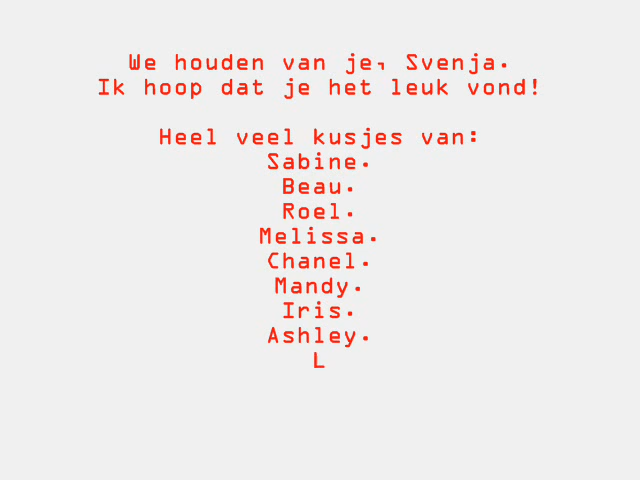 We houden van je, Svenja.
Ik hoop dat je het leuk vond!
Heel veel kusjes van:
Sabine.
Beau.
Roel.
Melissa.
Chanel.
Mandy.
Iris.
Ashley.
L